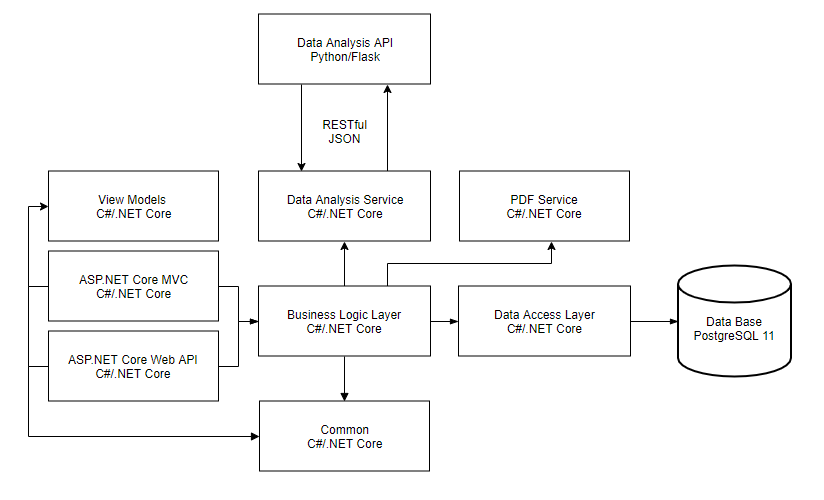 Data Analysis API
Python/Flask
RESTful
JSON
View Models
C#/.NET Core
Data Analysis Service
C#/.NET Core
PDF Service
C#/.NET Core
ASP.NET Core MVC
C#/.NET Core
Business Logic Layer
C#/.NET Core
Data Access Layer
C#/.NET Core
Data Base
PostgreSQL 11
ASP.NET Core Web API
C#/.NET Core
Common
C#/.NET Core